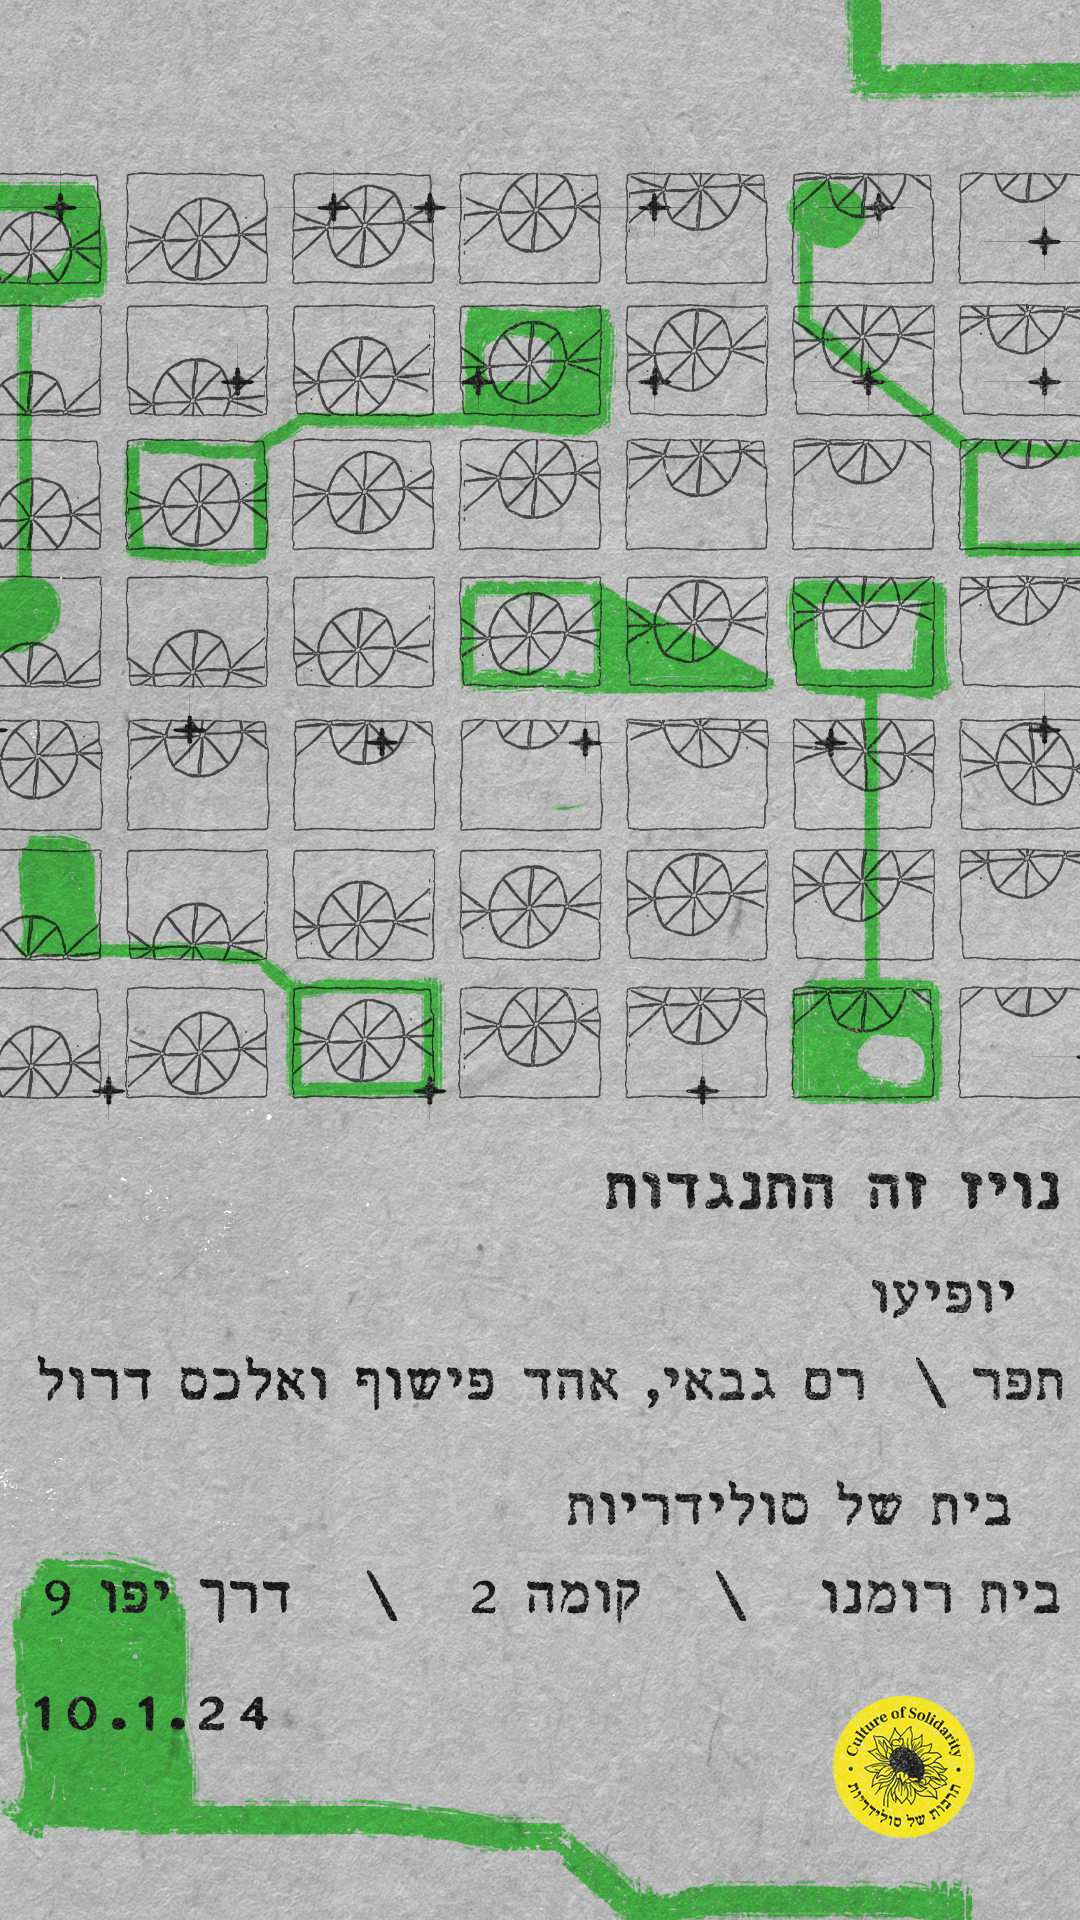 נויז זה התנגדות
יופיעו
תפר \ רם גבאי, אהד פישוף ואלכס דרול
בית של סולידריות
בית רומנו \ קומה 2 \ דרך יפו 9
10.1.24
Culture of Solidarity
תרבות של סולידריות